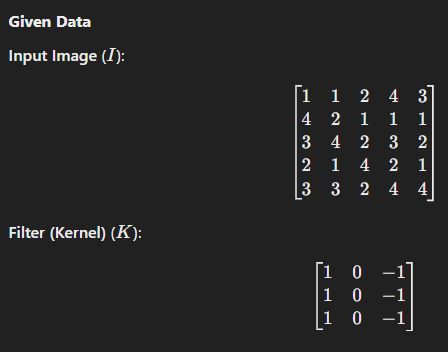 Given Data
Input Image (I):
1 1 2 4 3
4 2 1 1 1
3 4 2 3 2
2 1 4 2 1
3 3 2 4 4
Filter (Kernel) (K):
1 0 −1
1 0 −1
1 0 −1